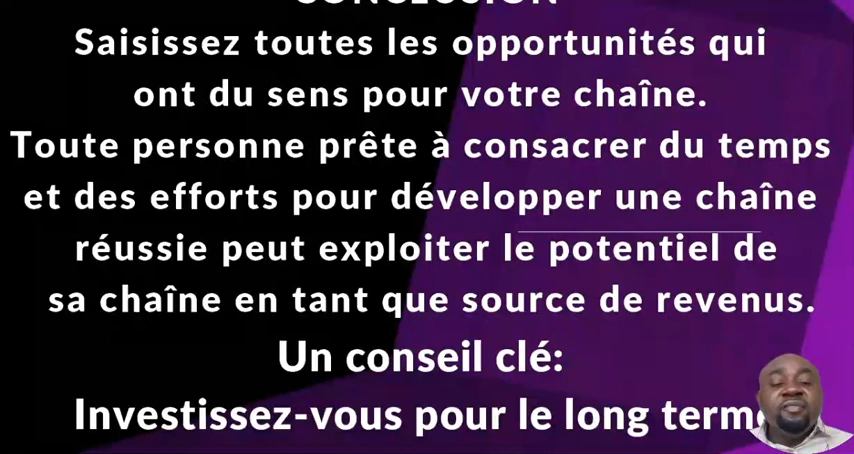 CONCLUSION
Saisissez toutes les opportunités qui
ont du sens pour votre chaîne.
Toute personne prête à consacrer du temps
et des efforts pour développer une chaîne
réussie peut exploiter le potentiel de
sa chaîne en tant que source de revenus.
Un conseil clé:
Investissez-vous pour le long terme